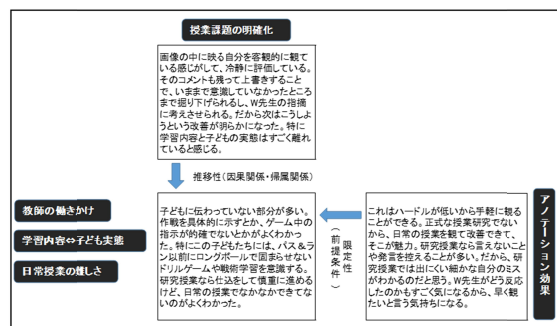 授業課題の明確化
画像の中に映る自分を客観的に観て
いる感じがして、冷静に評価している。
そのコメントも残って上書きすること
で、いままで意識していなかったところ
まで掘り下げられるし、W先生の指摘
に考えさせられる。だから次はこうしよ
うという改善が明らかになった。特に
学習内容と子どもの実態はすごく離れ
ていると感じる。
推移性(因果関係・帰属関係)
教師の働きかけ
学習内容⇔子ども実態
日常授業の難しさ
子どもに伝わっていない部分が多い。
作戦を具体的に示すとか、ゲーム中の
指示が的確でないとかがよくわかっ
た。特にこの子どもたちには、パス&ラ
ン以前にロングボールで固まらせない
ドリルゲームや戦術学習を意識する。
研究授業なら仕込をして慎重に進める
けど、日常の授業でなかなかできてな
いのがよくわかった。
限定性
(前提条件)
これはハードルが低いから手軽に観る
ことができる。正式な授業研究でない
から、日常の授業を観て改善できて、
そこが魅力。研究授業なら言えないこと
や発言を控えることが多い。だから、研
究授業では出にくい細かな自分のミス
がわかるのだと思う。W先生がどう反応
したのかもすごく気になるから、早く観
たいと言う気持ちになる。
アノテーション効果